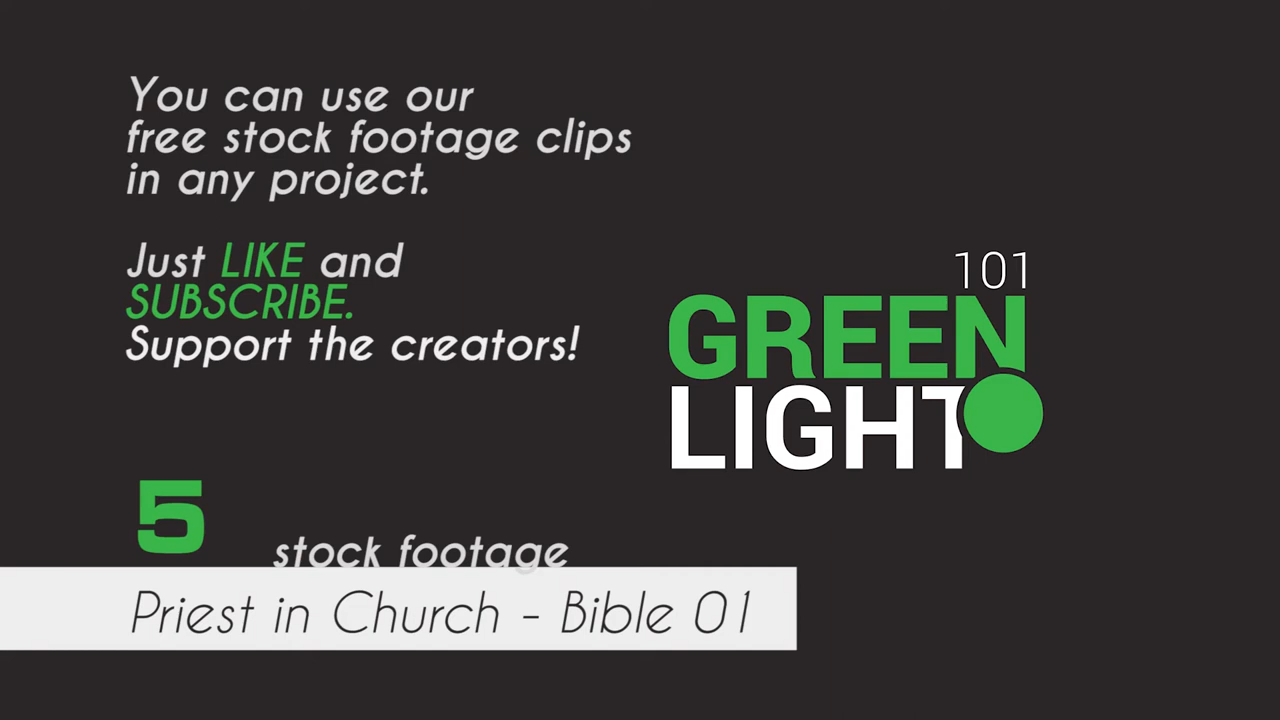 You can use our
free stock footage clips
in any project.
Just LIKE and
SUBSCRIBE.
Support the creators!
101
GREEN
LIGHT
5
stock footage
Priest in Church - Bible 01